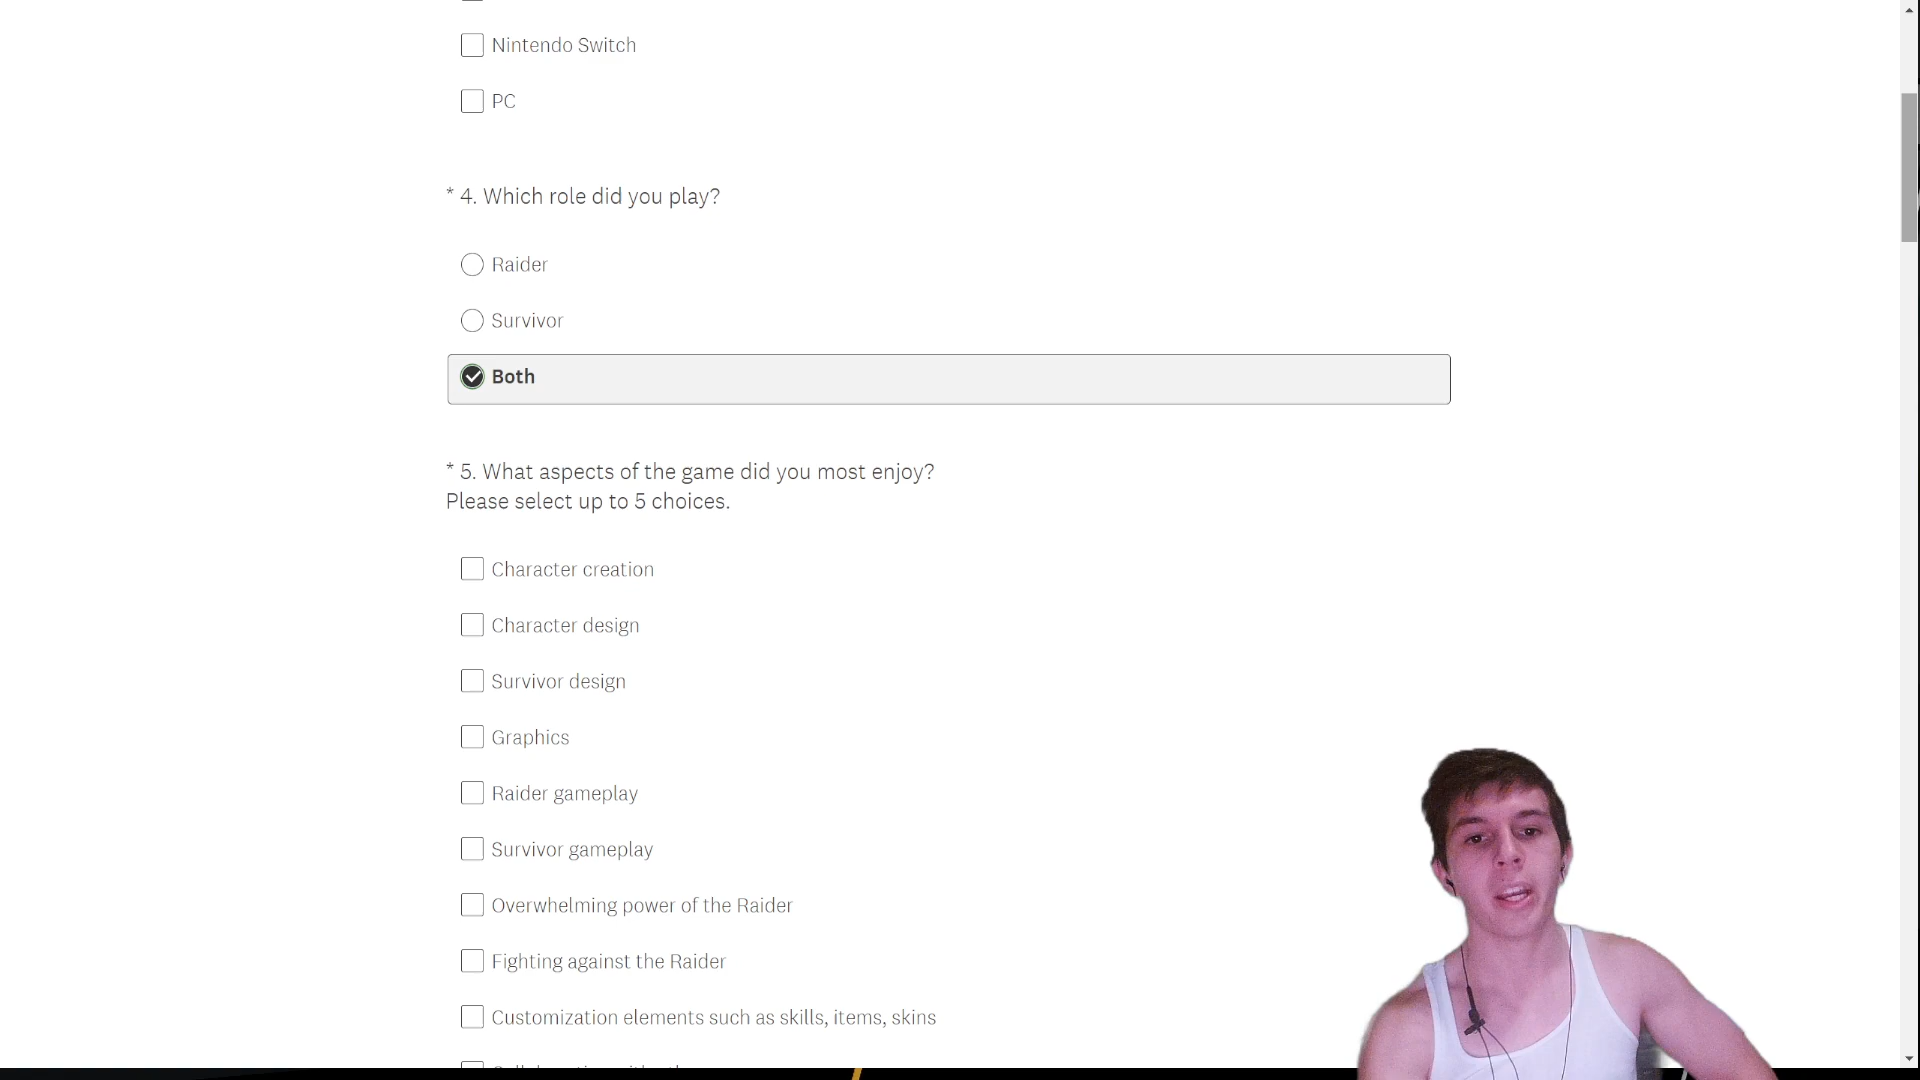 Nintendo Switch
PC
* 4. Which role did you play?
Raider
Survivor
Both
* 5. What aspects of the game did you most enjoy?
Please select up to 5 choices.
Character creation
Character design
Survivor design
Graphics
Raider gameplay
Survivor gameplay
Overwhelming power of the Raider
Fighting against the Raider
Customization elements such as skills, items, skins